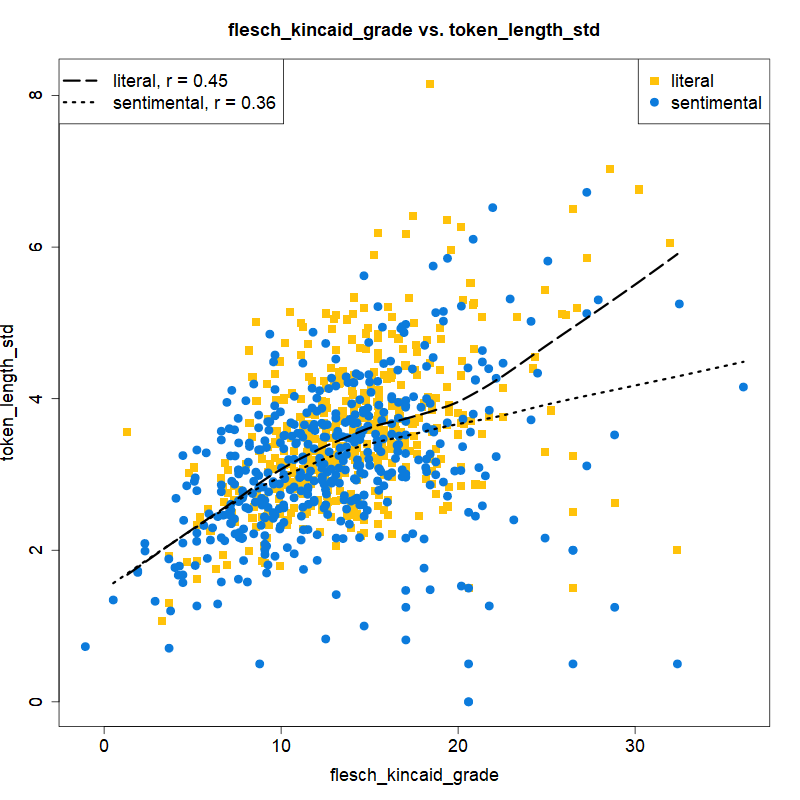 flesch_kincaid_grade vs. token_length_std
literal, r = 0.45
sentimental, r = 0.36
literal
sentimental
8
6
4
2
0
token_length_std
0 10 20 30
flesch_kincaid_grade